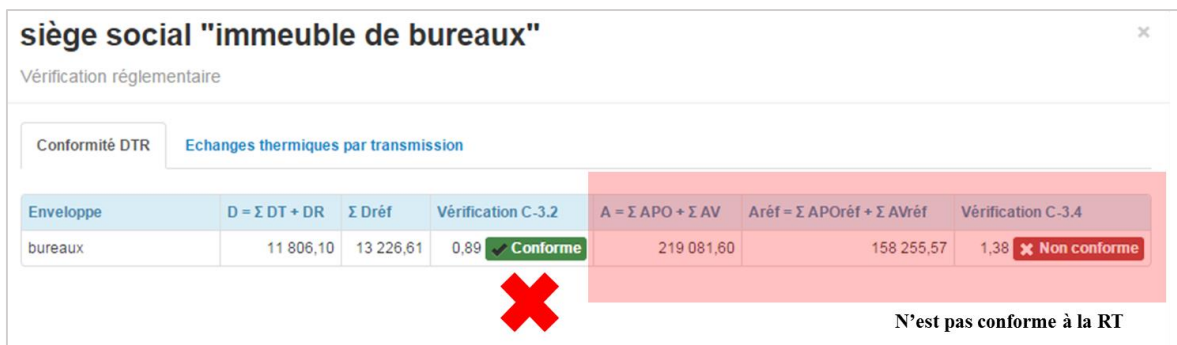 siège social "immeuble de bureaux"
×
Vérification réglementaire
Conformité DTR Echanges thermiques par transmission
Enveloppe D = Σ DT + DR Σ Dréf Vérification C-3.2 A = Σ APO + Σ AV Aréf = Σ APOréf + Σ AVréf Vérification C-3.4
bureaux 11 806,10 13 226,61 0,89 Conforme 219 081,60 158 255,57 1,38 Non conforme
N’est pas conforme à la RT